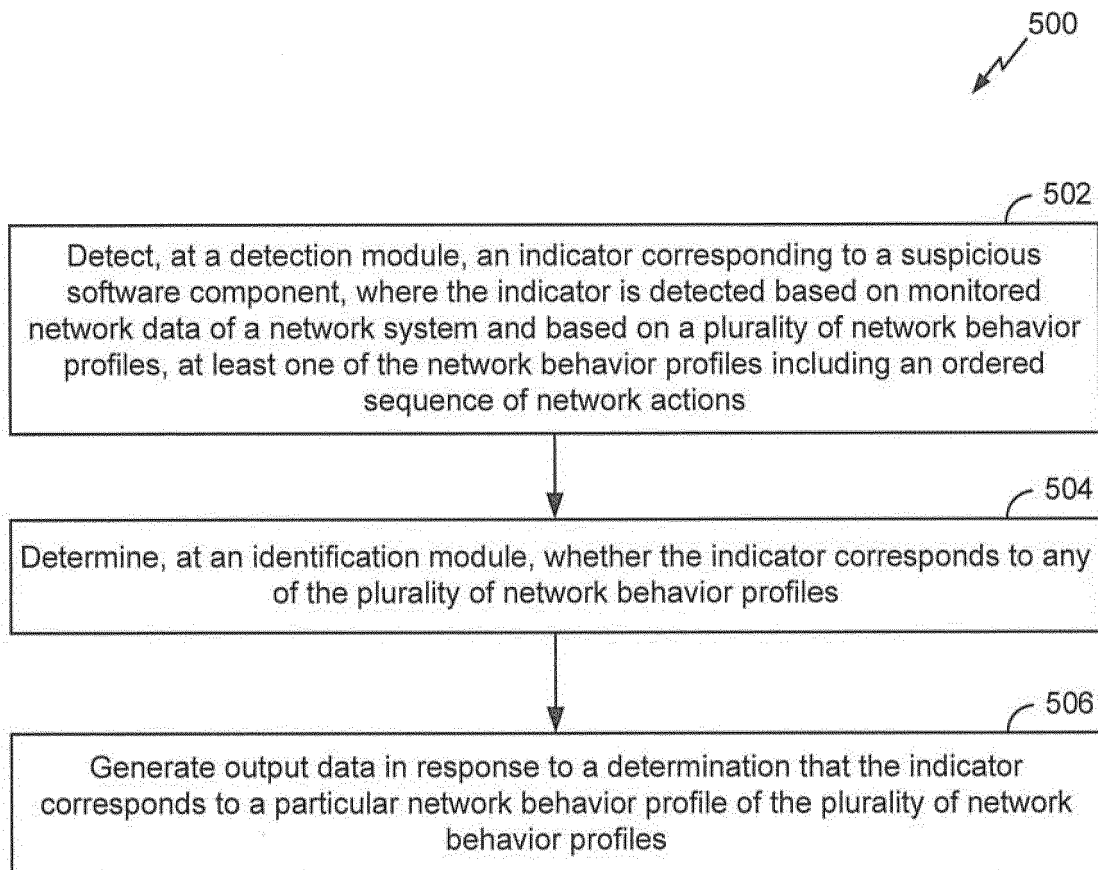 500
502
Detect, at a detection module, an indicator corresponding to a suspicious
software component, where the indicator is detected based on monitored
network data of a network system and based on a plurality of network behavior
profiles, at least one of the network behavior profiles including an ordered
sequence of network actions
504
Determine, at an identification module, whether the indicator corresponds to any
of the plurality of network behavior profiles
506
Generate output data in response to a determination that the indicator
corresponds to a particular network behavior profile of the plurality of network
behavior profiles